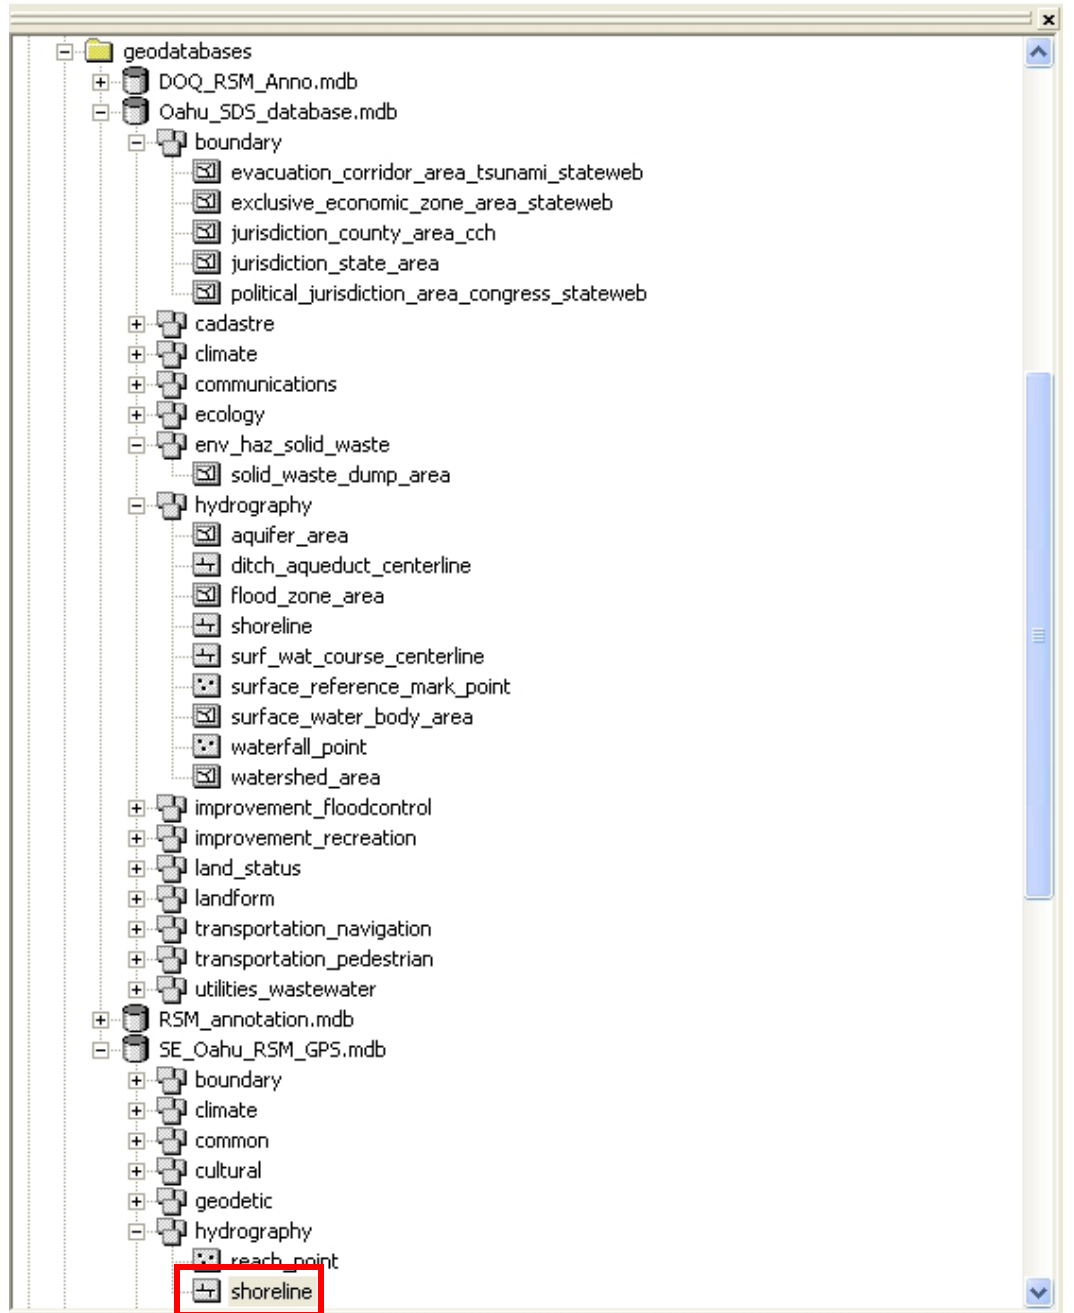 geodatabases
DOQ_RSM_Anno.mdb
Oahu_SDS_database.mdb
boundary
evacuation_corridor_area_tsunami_stateweb
exclusive_economic_zone_area_stateweb
jurisdiction_county_area_cch
jurisdiction_state_area
political_jurisdiction_area_congress_stateweb
cadastre
climate
communications
ecology
env_haz_solid_waste
solid_waste_dump_area
hydrography
aquifer_area
ditch_aqueduct_centerline
flood_zone_area
shoreline
surf_wat_course_centerline
surface_reference_mark_point
surface_water_body_area
waterfall_point
watershed_area
improvement_floodcontrol
improvement_recreation
land_status
landform
transportation_navigation
transportation_pedestrian
utilities_wastewater
RSM_annotation.mdb
SE_Oahu_RSM_GPS.mdb
boundary
climate
common
cultural
geodetic
hydrography
reach_point
shoreline